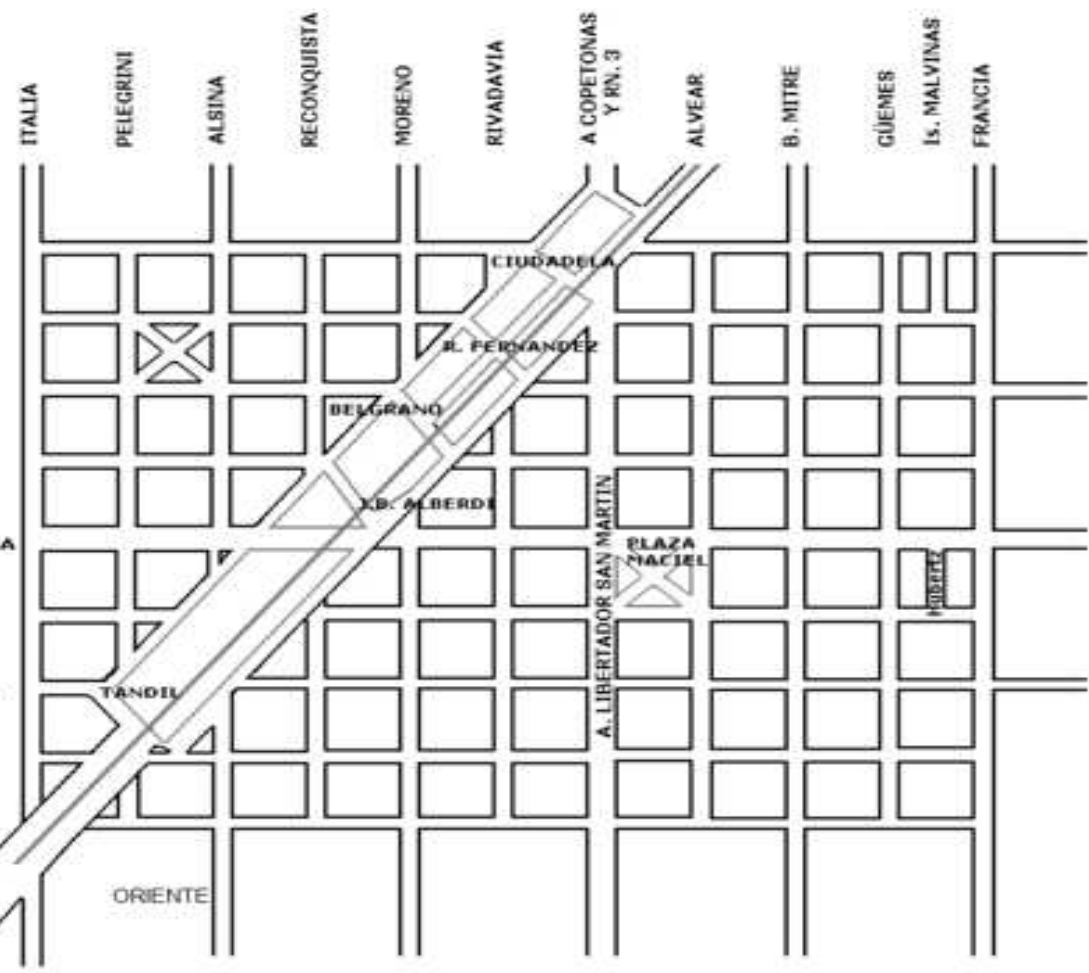 ITALIA
PELEGRINI
ALSINA
RECONQUISTA
MORENO
RIVADAVIA
A COPETONAS
Y RN. 3
ALVEAR
B. MITRE
GÜEMES
Is. MALVINAS
FRANCIA
CIUDADELA
R. FERNANDEZ
BELGRANO
J.B. ALBERDI
A
PLAZA
MACIEL
A. LIBERTADOR SAN MARTIN
Hubertz
TANDIL
ORIENTE